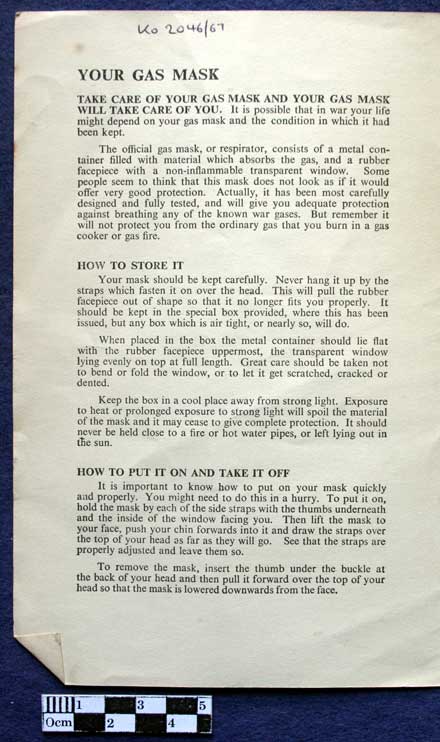 Ko 2046/67
YOUR GAS MASK
TAKE CARE OF YOUR GAS MASK AND YOUR GAS MASK
WILL TAKE CARE OF YOU. It is possible that in war your life
might depend on your gas mask and the condition in which it had
been kept.
The official gas mask, or respirator, consists of a metal con-
tainer filled with material which absorbs the gas, and a rubber
facepiece with a non-inflammable transparent window. Some
people seem to think that this mask does not look as if it would
offer very good protection. Actually, it has been most carefully
designed and fully tested, and will give you adequate protection
against breathing any of the known war gases. But remember it
will not protect you from the ordinary gas that you burn in a gas
cooker or gas fire.
HOW TO STORE IT
Your mask should be kept carefully. Never hang it up by the
straps which fasten it on over the head. This will pull the rubber
facepiece out of shape so that it no longer fits you properly. It
should be kept in the special box provided, where this has been
issued, but any box which is air tight, or nearly so, will do.
When placed in the box the metal container should lie flat
with the rubber facepiece uppermost, the transparent window
lying evenly on top at full length. Great care should be taken not
to bend or fold the window, or to let it get scratched, cracked or
dented.
Keep the box in a cool place away from strong light. Exposure
to heat or prolonged exposure to strong light will spoil the material
of the mask and it may cease to give complete protection. It should
never be held close to a fire or hot water pipes, or left lying out in
the sun.
HOW TO PUT IT ON AND TAKE IT OFF
It is important to know how to put on your mask quickly
and properly. You might need to do this in a hurry. To put it on,
hold the mask by each of the side straps with the thumbs underneath
and the inside of the window facing you. Then lift the mask to
your face, push your chin forwards into it and draw the straps over
the top of your head as far as they will go. See that the straps are
properly adjusted and leave them so.
To remove the mask, insert the thumb under the buckle at
the back of your head and then pull it forward over the top of your
head so that the mask is lowered downwards from the face.
1 3 5
0cm 2 4